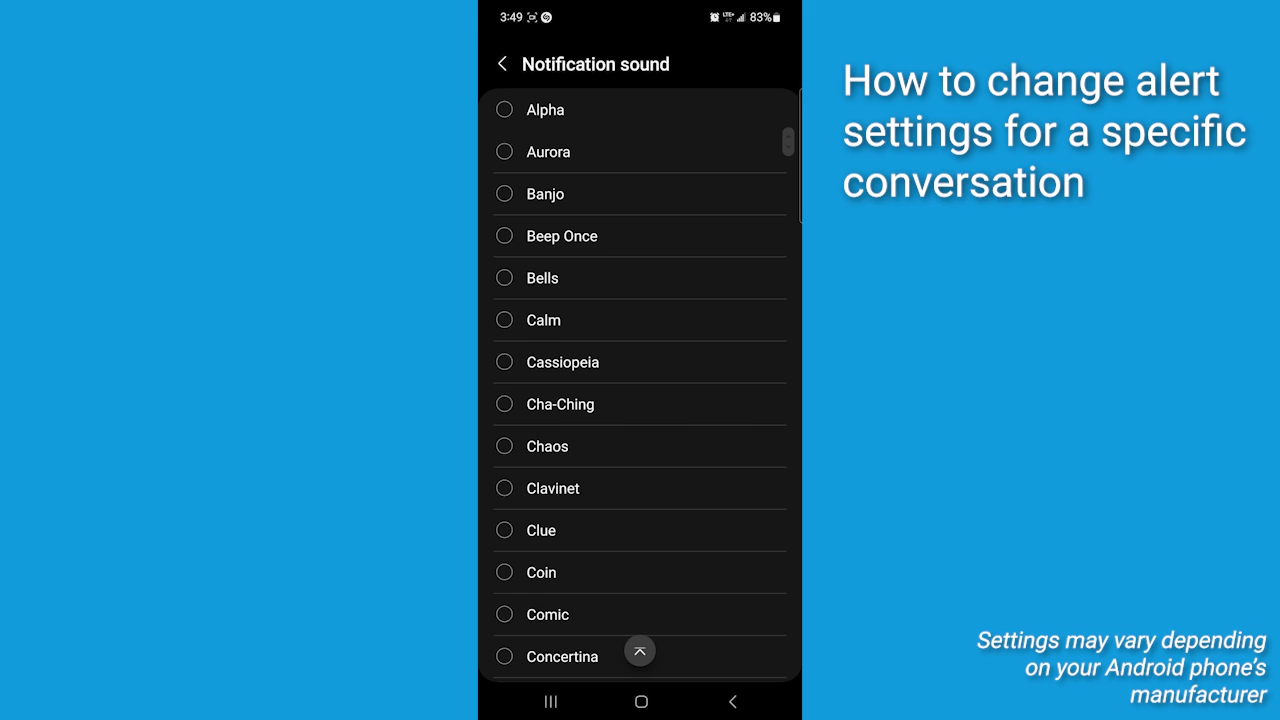 3:49
LTE+
83%
Notification sound
Alpha
Aurora
Banjo
Beep Once
Bells
Calm
Cassiopeia
Cha-Ching
Chaos
Clavinet
Clue
Coin
Comic
Concertina
How to change alert
settings for a specific
conversation
Settings may vary depending
on your Android phone’s
manufacturer